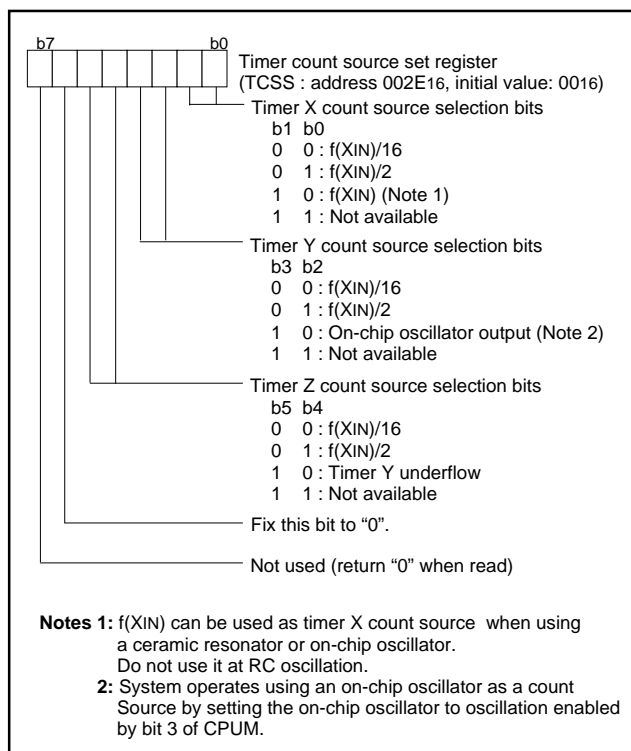 b7 b0
Timer count source set register
(TCSS : address 002E16, initial value: 0016)
Timer X count source selection bits
b1 b0
0 0 : f(XIN)/16
0 1 : f(XIN)/2
1 0 : f(XIN) (Note 1)
1 1 : Not available
Timer Y count source selection bits
b3 b2
0 0 : f(XIN)/16
0 1 : f(XIN)/2
1 0 : On-chip oscillator output (Note 2)
1 1 : Not available
Timer Z count source selection bits
b5 b4
0 0 : f(XIN)/16
0 1 : f(XIN)/2
1 0 : Timer Y underflow
1 1 : Not available
Fix this bit to “0”.
Not used (return “0” when read)
Notes 1: f(XIN) can be used as timer X count source when using
a ceramic resonator or on-chip oscillator.
Do not use it at RC oscillation.
2: System operates using an on-chip oscillator as a count
Source by setting the on-chip oscillator to oscillation enabled
by bit 3 of CPUM.